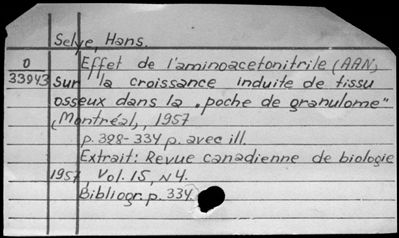 Selye, Hans.
O Effet de l'aminoacetonitrile (AAN)
33943 sur la croissance induite de tissu
osseux dans la „poche de granulome"
(Montréal), 1957
p. 328-334 p. avec ill.
Extrait: Revue canadienne de biologie
1957, Vol. 15, N 4.
Bibliogr. p. 334.